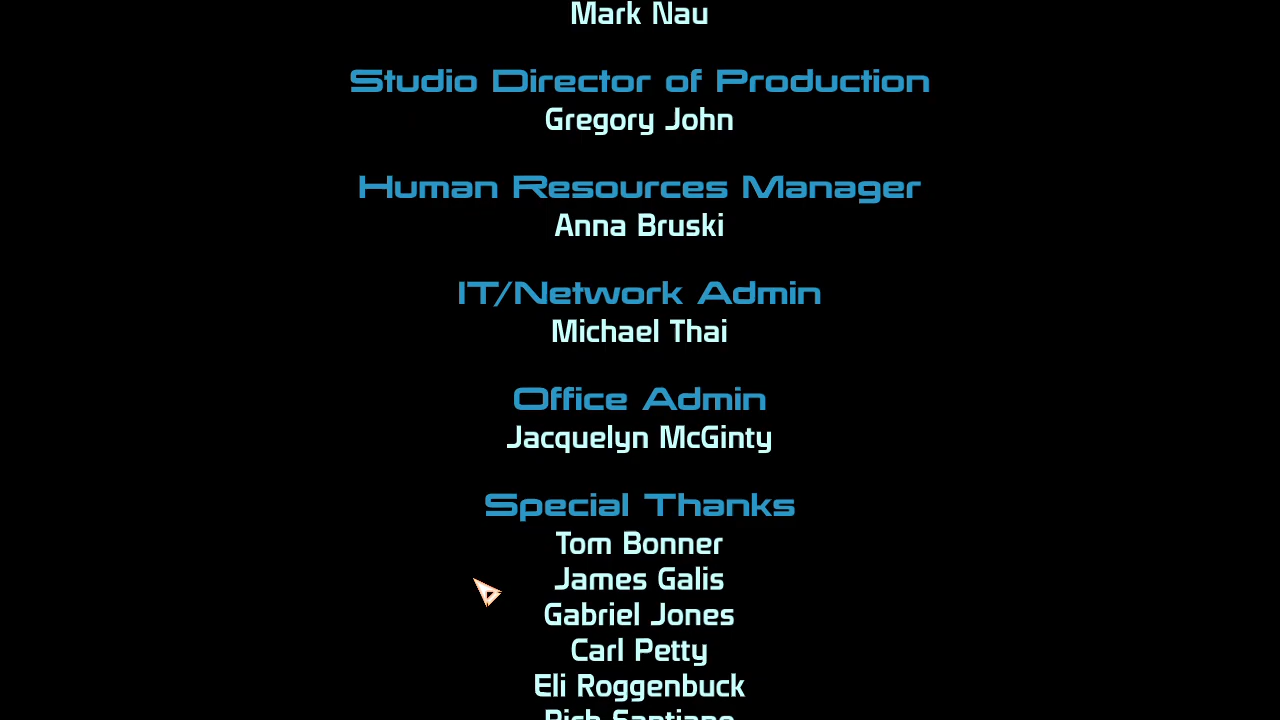 Mark Nau
Studio Director of Production
Gregory John
Human Resources Manager
Anna Bruski
IT/Network Admin
Michael Thai
Office Admin
Jacquelyn McGinty
Special Thanks
Tom Bonner
James Galis
Gabriel Jones
Carl Petty
Eli Roggenbuck